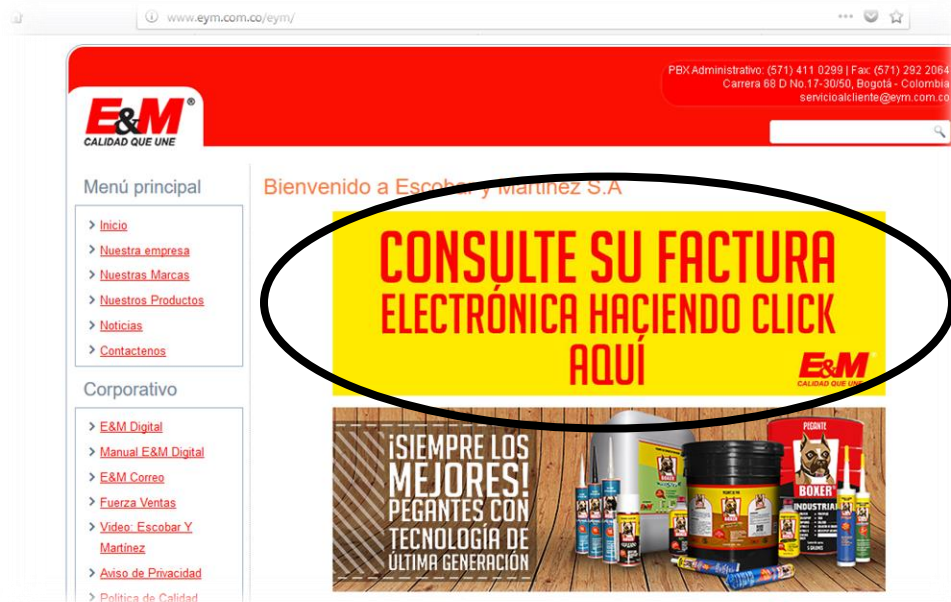 www.eym.com.co/eym/
PBX Administrativo: (571) 411 0299 | Fax: (571) 292 2064
Carrera 68 D No.17-30/50, Bogotá - Colombia
servicioalcliente@eym.com.co
E&M®
CALIDAD QUE UNE
Menú principal
Inicio
Nuestra empresa
Nuestras Marcas
Nuestros Productos
Noticias
Contactenos
Corporativo
E&M Digital
Manual E&M Digital
E&M Correo
Fuerza Ventas
Video: Escobar Y
Martínez
Aviso de Privacidad
Politica de Calidad
Bienvenido a Escobar y Martínez S.A
CONSULTE SU FACTURA
ELECTRÓNICA HACIENDO CLICK
AQUÍ
E&M
CALIDAD QUE UNE
¡SIEMPRE LOS
MEJORES!
PEGANTES CON
TECNOLOGÍA DE
ÚLTIMA GENERACIÓN
PEGANTE
BOXER
INDUSTRIAL